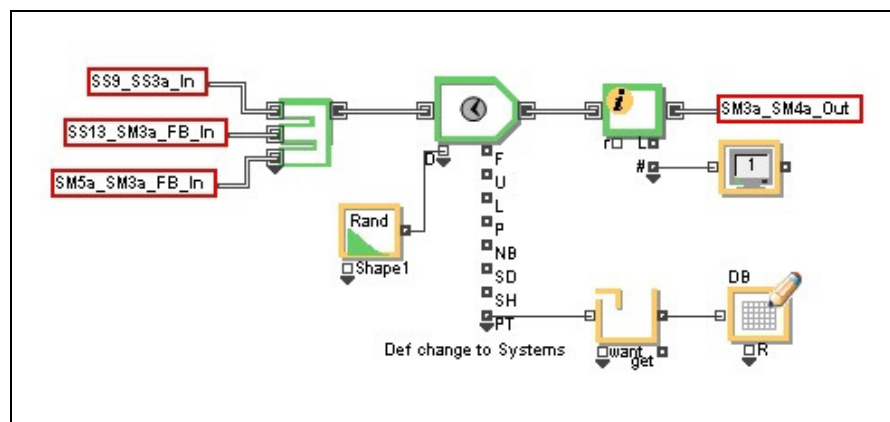 SS9_SS3a_In
SS13_SM3a_FB_In
SM5a_SM3a_FB_In
D
F
U
L
P
NB
SD
SH
PT
Rand
Shape1
Def change to Systems
i
r
L
#
1
SM3a_SM4a_Out
want
get
DB
R